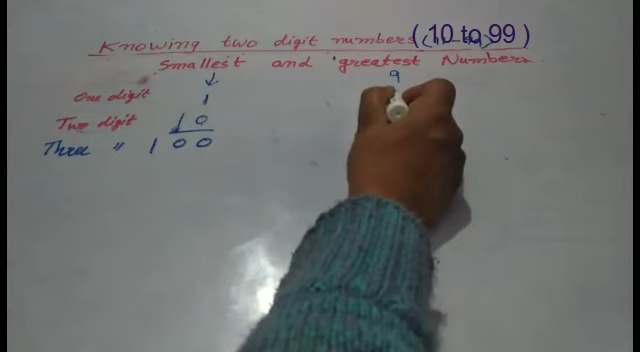 Knowing two digit numbers (10 to 99)
Smallest and greatest Numbers
↓ 9
One digit 1
Two digit 10
Three " 100